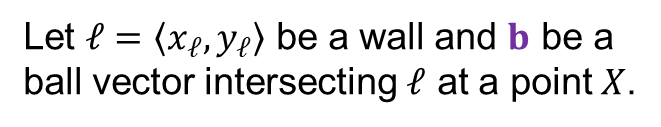 Let ℓ = ⟨xℓ, yℓ⟩ be a wall and b be a
ball vector intersecting ℓ at a point X.